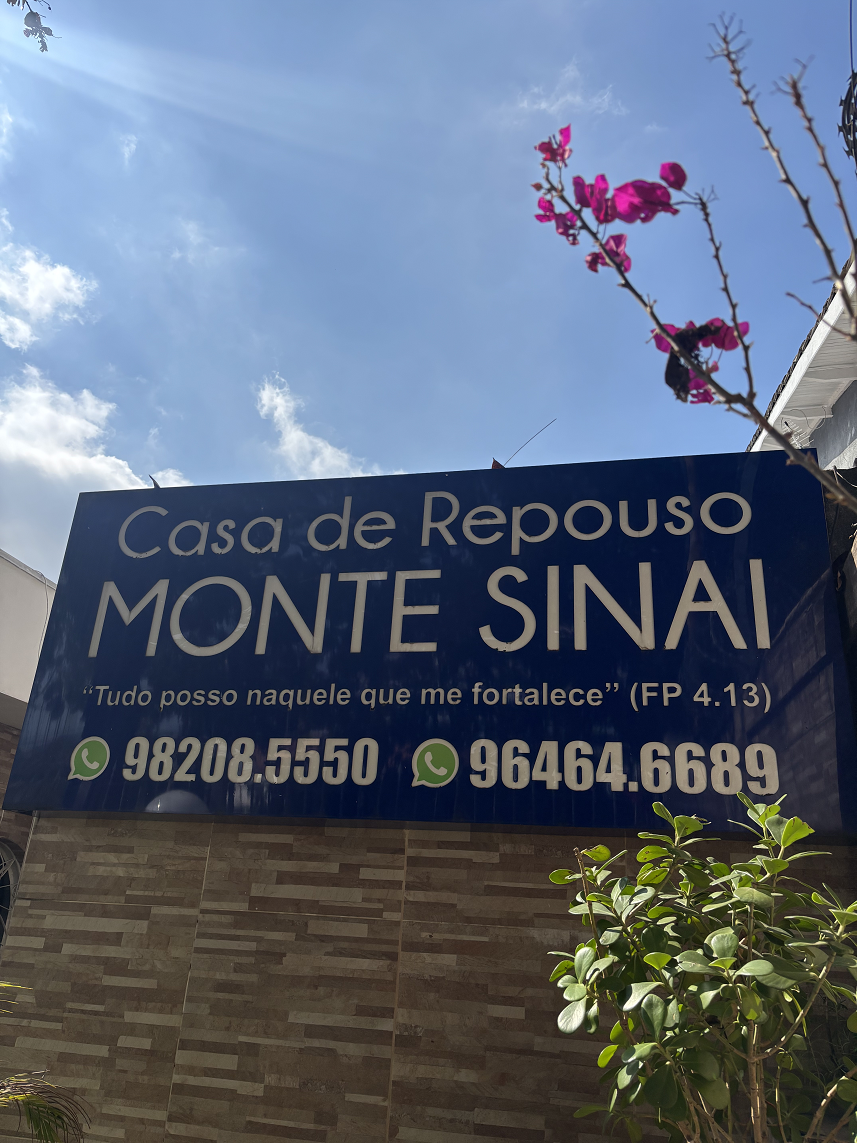 Casa de Repouso
MONTE SINAI
“Tudo posso naquele que me fortalece” (FP 4.13)
98208.5550 96464.6689